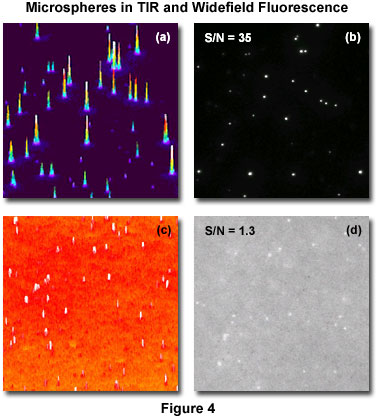 Microspheres in TIR and Widefield Fluorescence
(a)
S/N = 35 (b)
(c)
S/N = 1.3 (d)
Figure 4